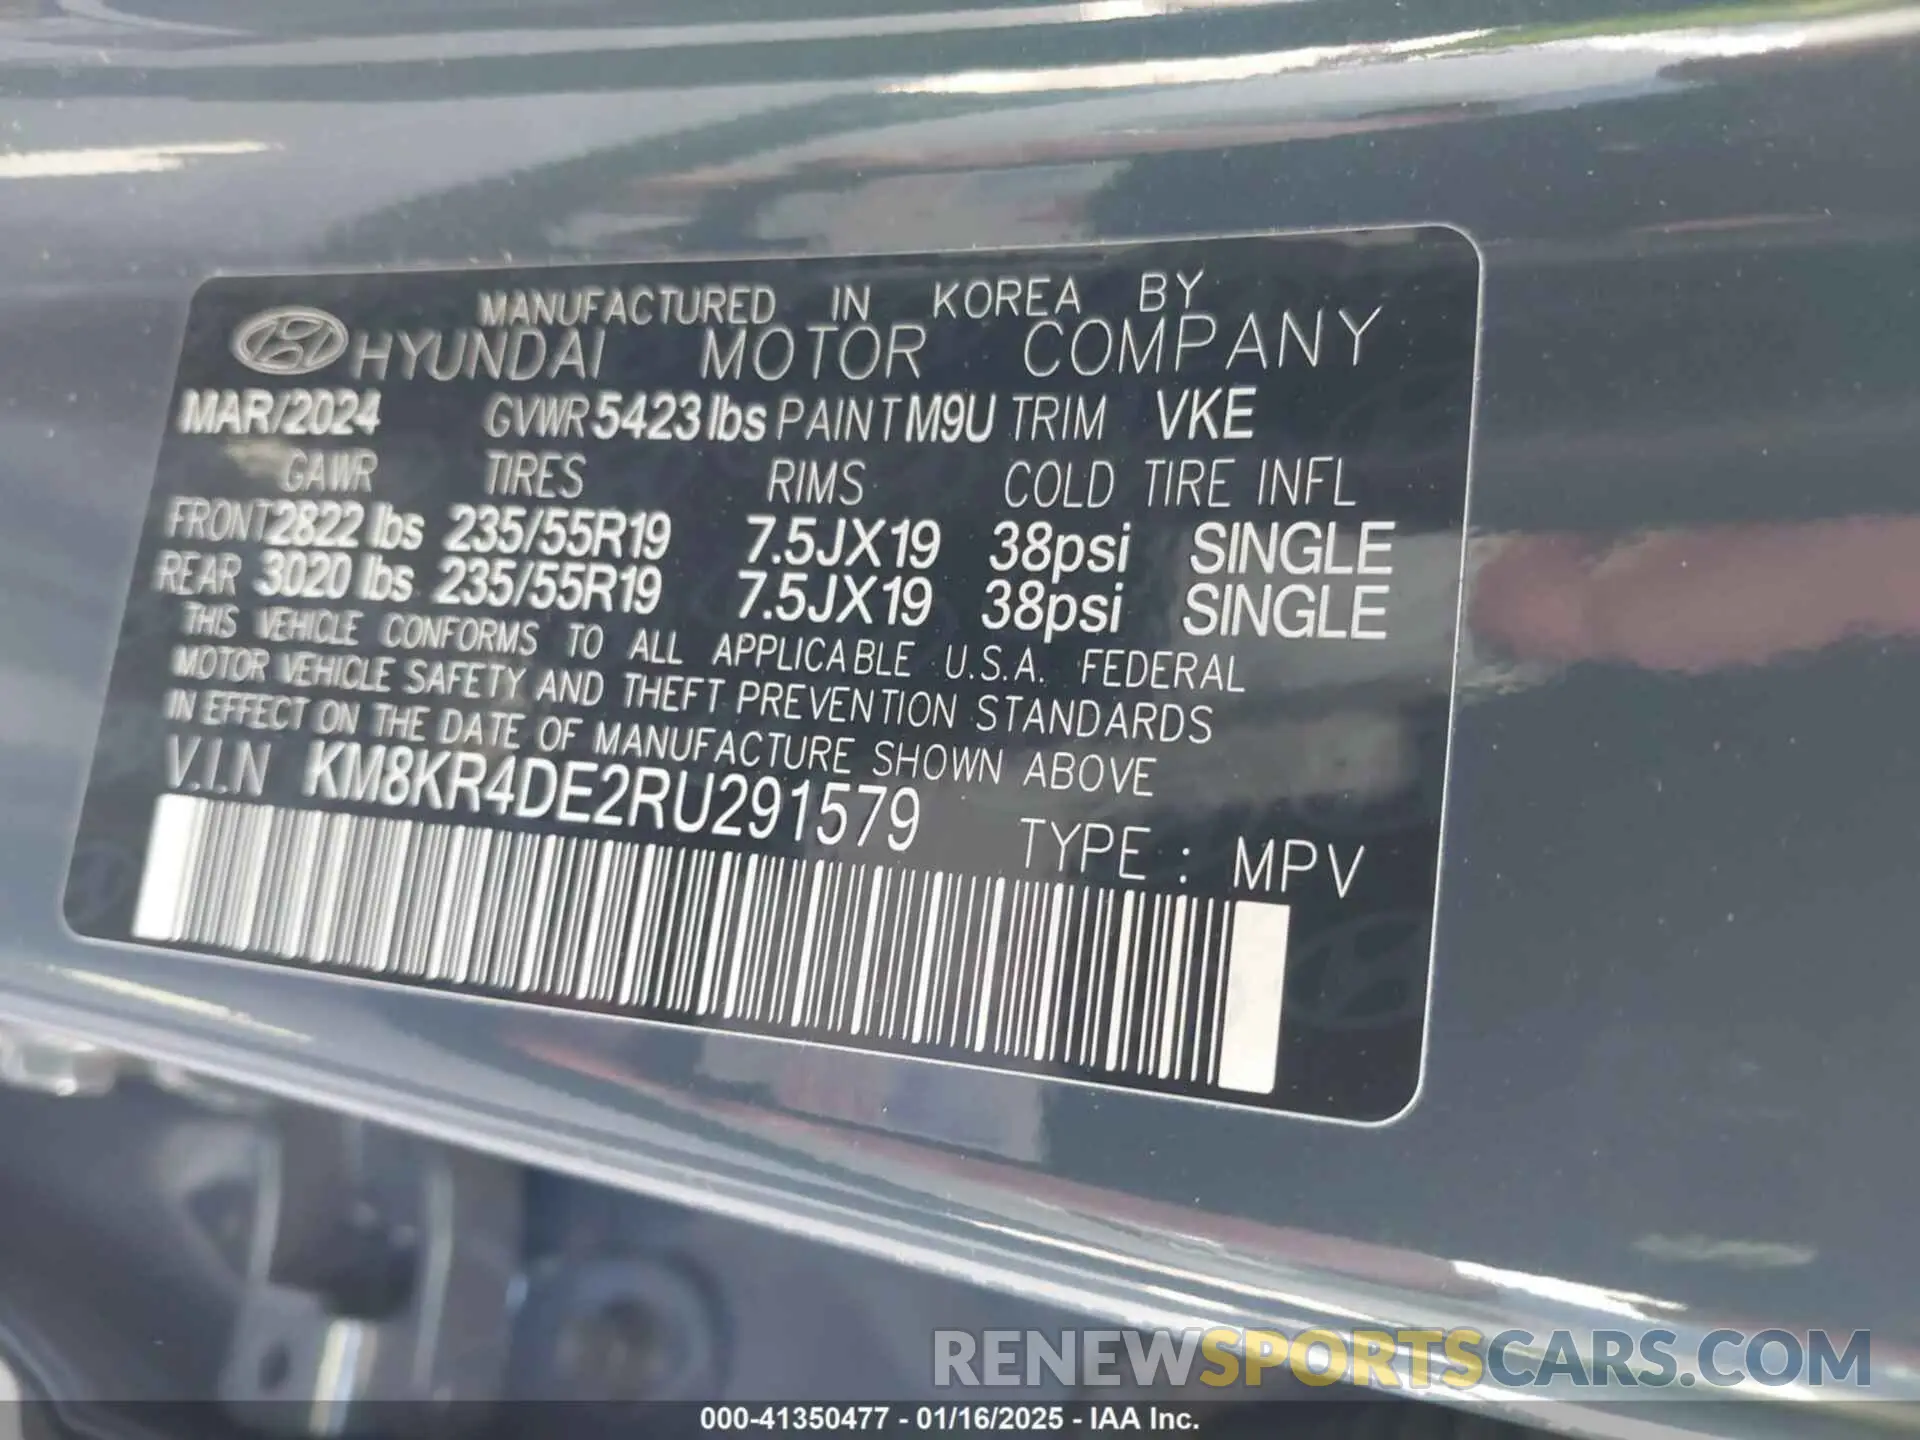 MANUFACTURED IN KOREA BY
HYUNDAI MOTOR COMPANY
MAR/2024 GVWR 5423 lbs PAINT M9U TRIM VKE
GAWR TIRES RIMS COLD TIRE INFL
FRONT 2822 lbs 235/55R19 7.5JX19 38psi SINGLE
REAR 3020 lbs 235/55R19 7.5JX19 38psi SINGLE
THIS VEHICLE CONFORMS TO ALL APPLICABLE U.S.A. FEDERAL
MOTOR VEHICLE SAFETY AND THEFT PREVENTION STANDARDS
IN EFFECT ON THE DATE OF MANUFACTURE SHOWN ABOVE
V.I.N KM8KR4DE2RU291579 TYPE : MPV
RENEWSPORTSCARS.COM
000-41350477 - 01/16/2025 - IAA Inc.